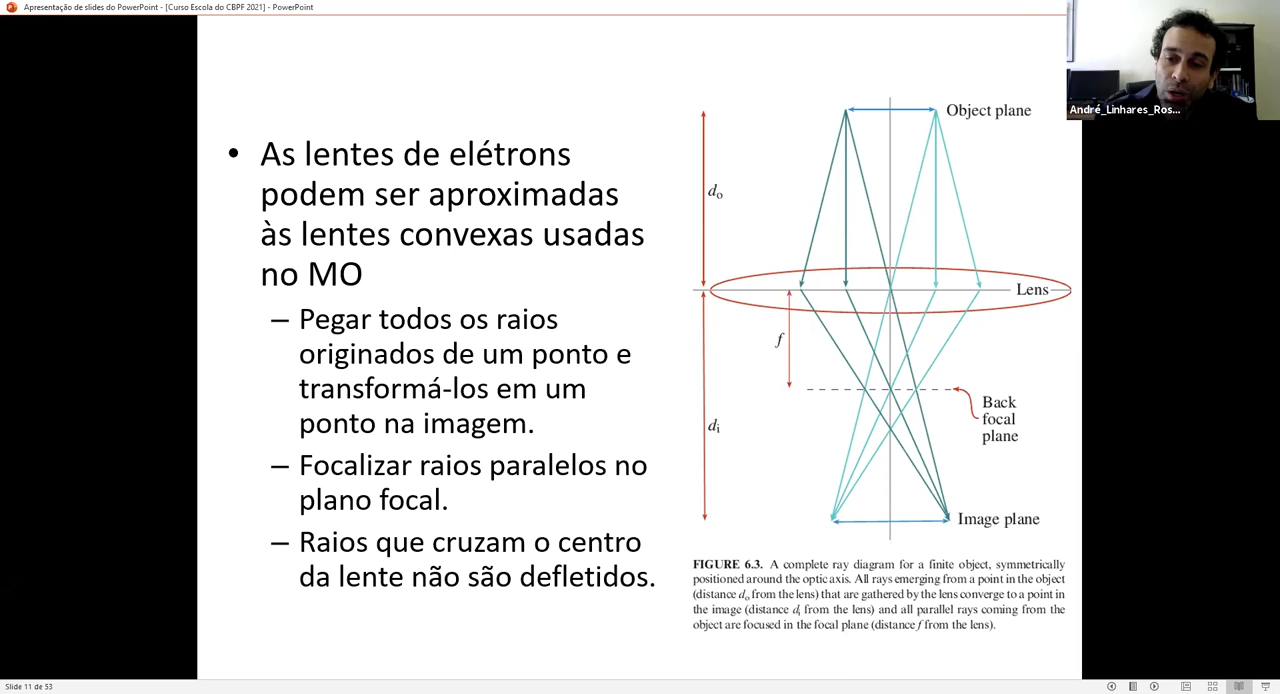 Apresentação de slides do PowerPoint - [Curso Escola do CBPF 2021] - PowerPoint
André_Linhares_Ros...
• As lentes de elétrons
podem ser aproximadas
às lentes convexas usadas
no MO
– Pegar todos os raios
originados de um ponto e
transformá-los em um
ponto na imagem.
– Focalizar raios paralelos no
plano focal.
– Raios que cruzam o centro
da lente não são defletidos.
Object plane
do
Lens
f
Back
focal
plane
di
Image plane
FIGURE 6.3. A complete ray diagram for a finite object, symmetrically
positioned around the optic axis. All rays emerging from a point in the object
(distance do from the lens) that are gathered by the lens converge to a point in
the image (distance di from the lens) and all parallel rays coming from the
object are focused in the focal plane (distance f from the lens).
Slide 11 de 53